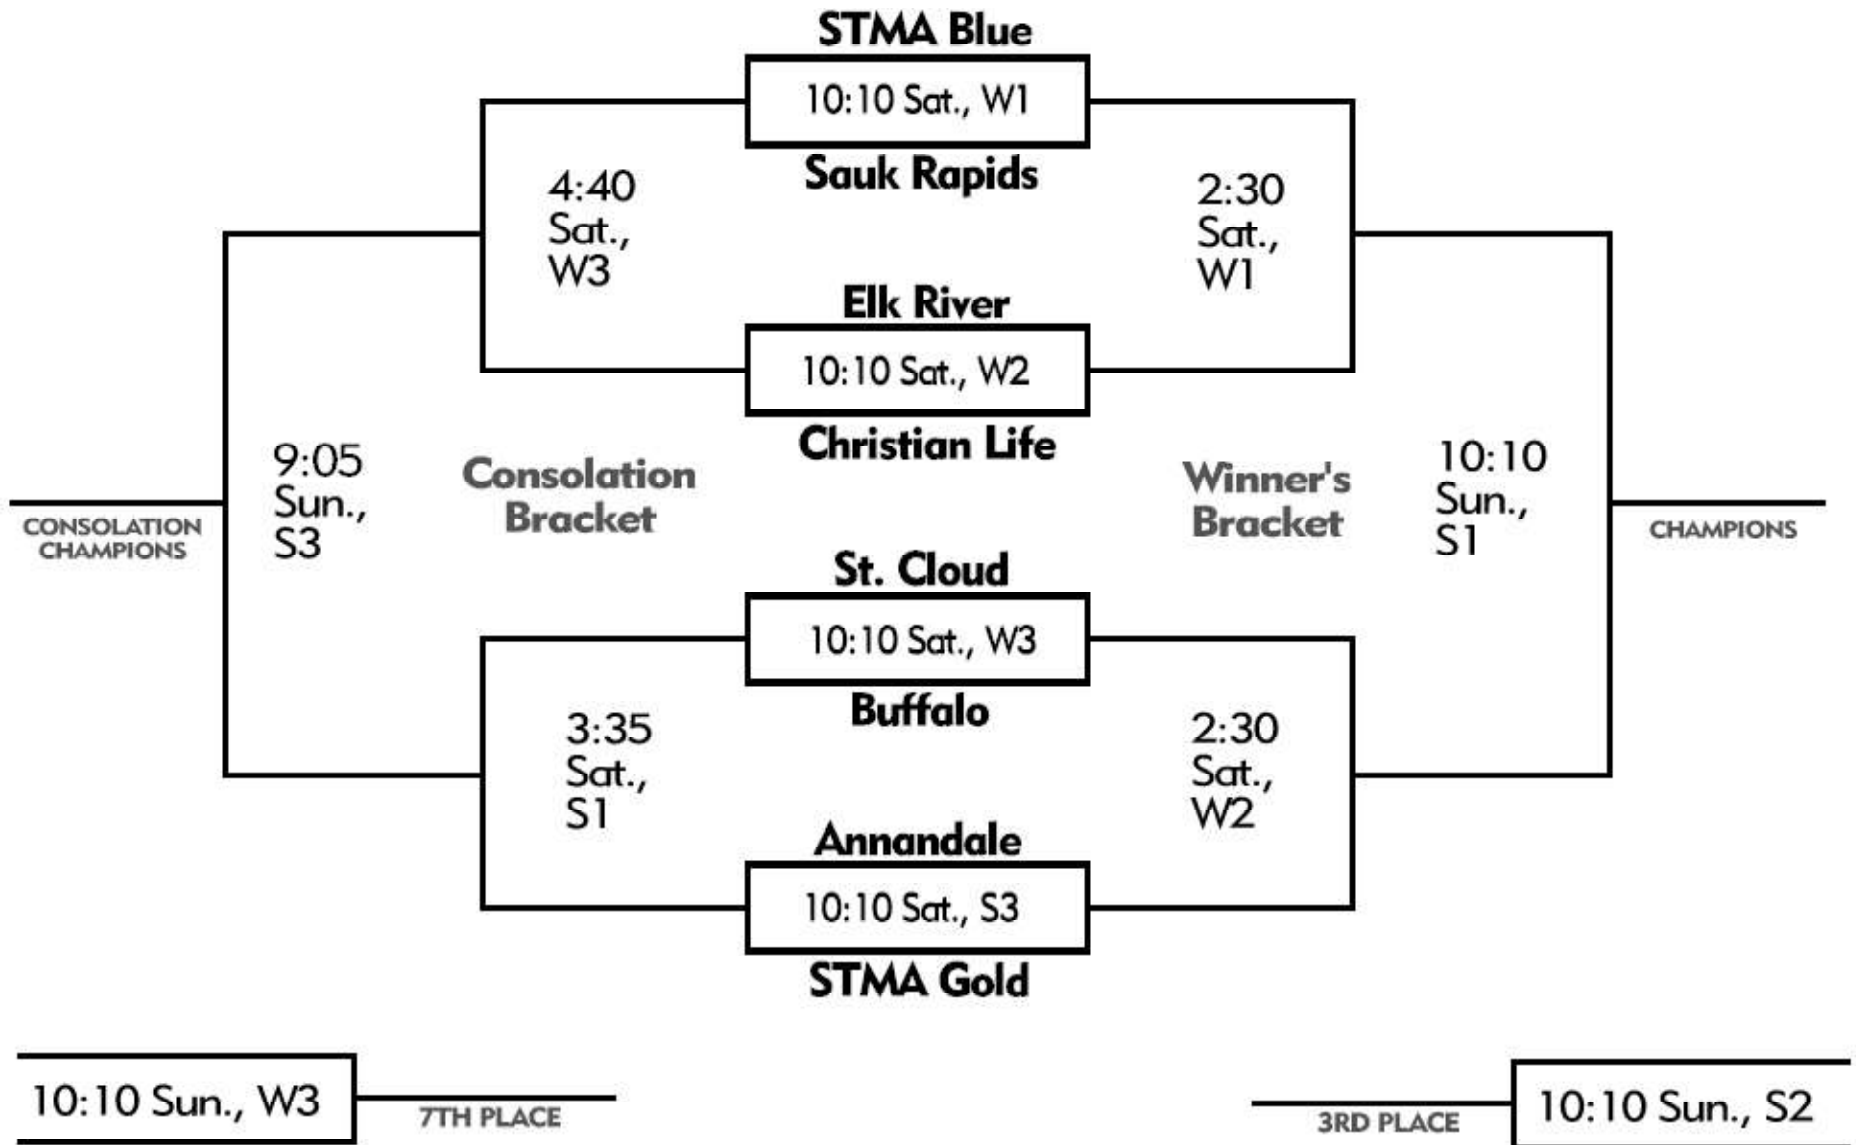 STMA Blue
10:10 Sat., W1
Sauk Rapids
4:40
Sat.,
W3
2:30
Sat.,
W1
Elk River
10:10 Sat., W2
Christian Life
9:05
Sun.,
S3
Consolation
Bracket
Winner's
Bracket
10:10
Sun.,
S1
CONSOLATION
CHAMPIONS
CHAMPIONS
St. Cloud
10:10 Sat., W3
Buffalo
3:35
Sat.,
S1
2:30
Sat.,
W2
Annandale
10:10 Sat., S3
STMA Gold
10:10 Sun., W3
7TH PLACE
3RD PLACE
10:10 Sun., S2